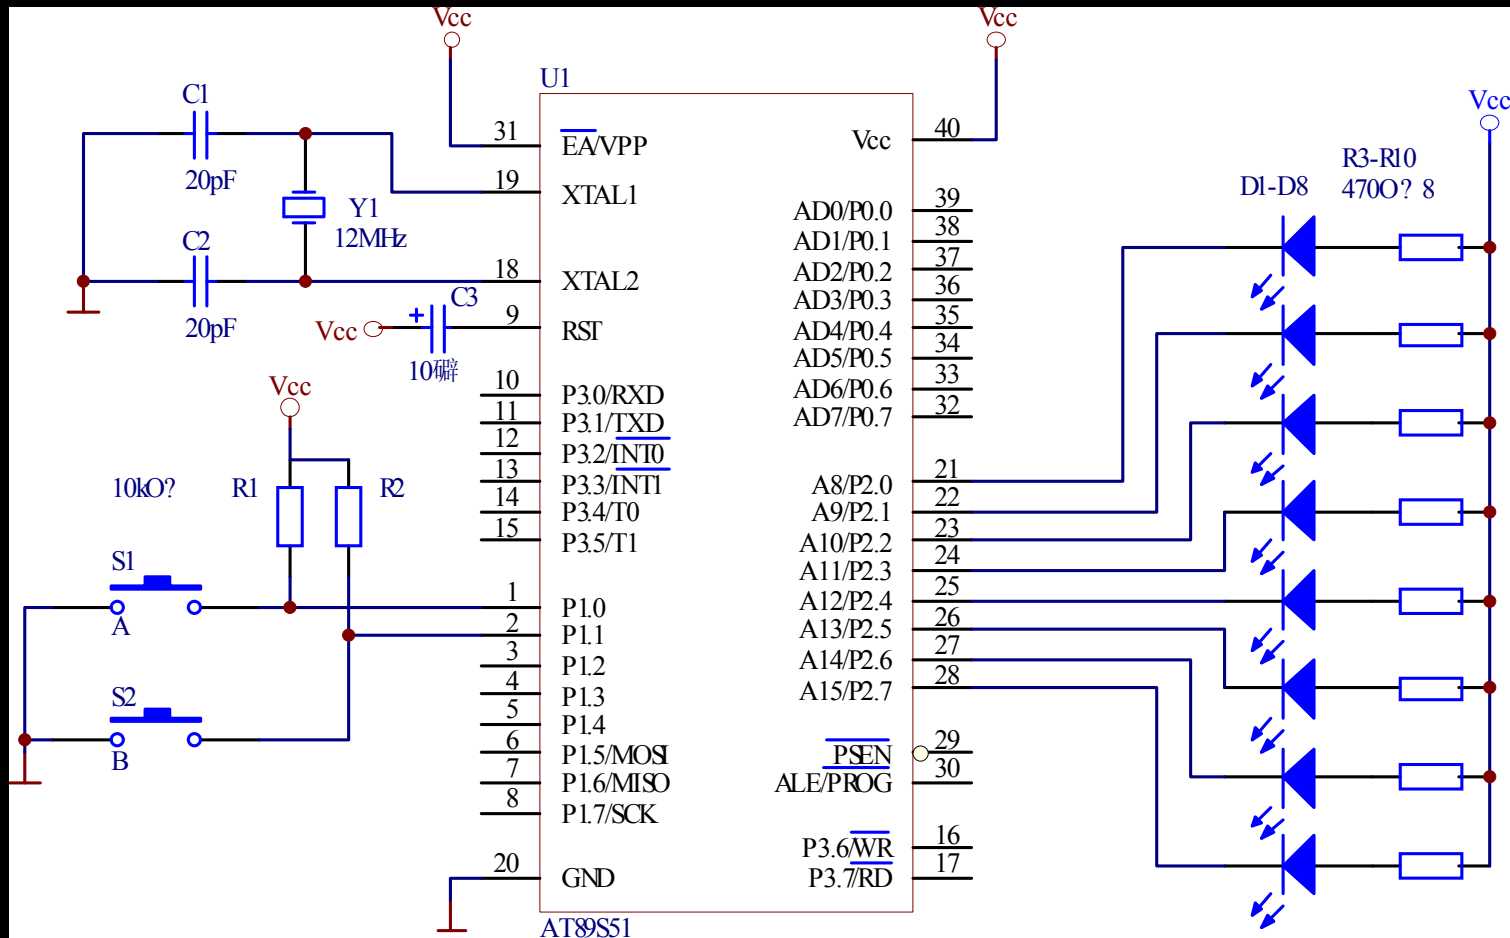 Vcc
Vcc
U1
C1
Vcc
31
EA/VPP
Vcc
40
20pF
19
XTAL1
R3-R10
D1-D8
470O? 8
Y1
12MHz
AD0/P0.0
39
AD1/P0.1
38
C2
AD2/P0.2
37
18
XTAL2
AD3/P0.3
36
20pF
C3
Vcc
9
RST
AD4/P0.4
35
10礔
AD5/P0.5
34
Vcc
10
P3.0/RXD
AD6/P0.6
33
11
P3.1/TXD
AD7/P0.7
32
12
P3.2/INT0
10kO?
R1
R2
13
P3.3/INT1
A8/P2.0
21
14
P3.4/T0
A9/P2.1
22
15
P3.5/T1
A10/P2.2
23
S1
A11/P2.3
24
A
1
P1.0
A12/P2.4
25
2
P1.1
A13/P2.5
26
3
P1.2
A14/P2.6
27
S2
4
P1.3
A15/P2.7
28
5
P1.4
B
6
P1.5/MOSI
PSEN
29
7
P1.6/MISO
ALE/PROG
30
8
P1.7/SCK
P3.6/WR
16
20
GND
P3.7/RD
17
AT89S51